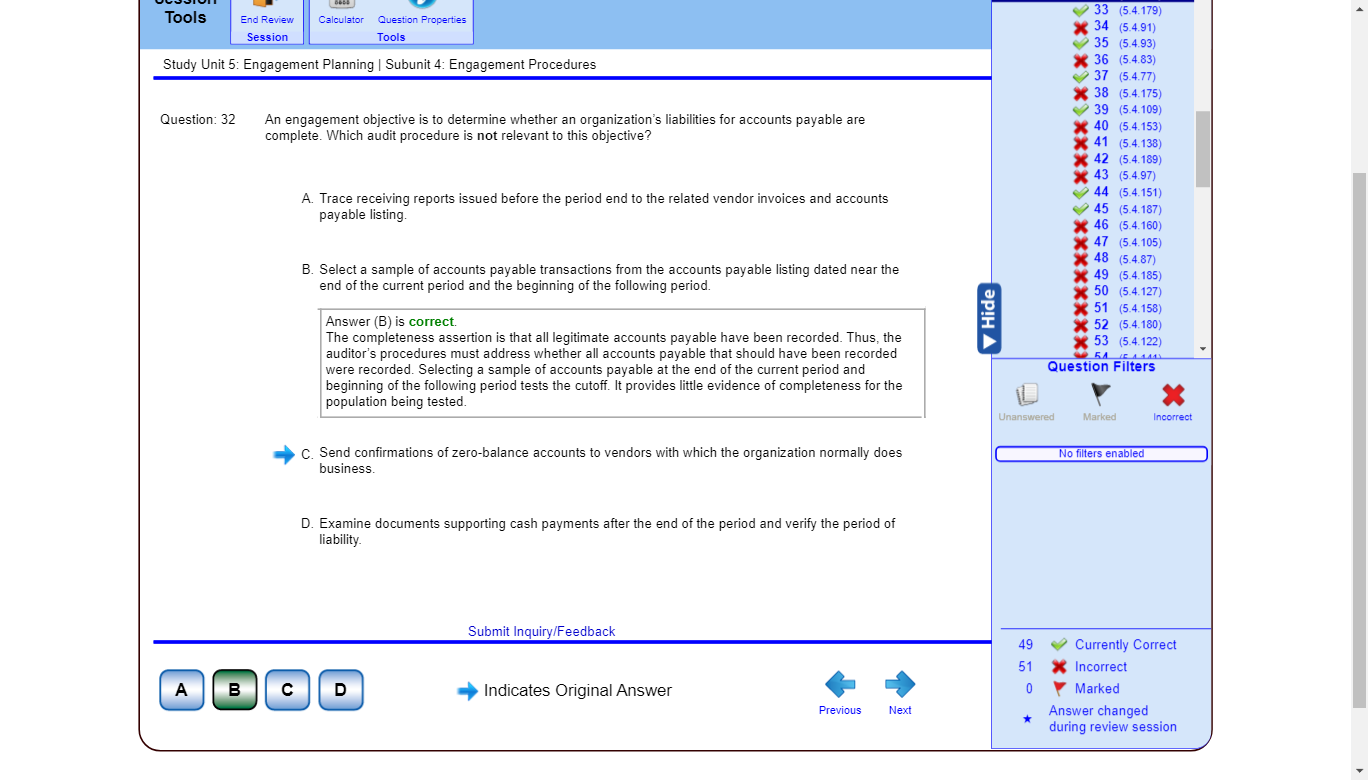 Session
Tools
End Review
Session
Calculator Question Properties
Tools
Study Unit 5: Engagement Planning | Subunit 4: Engagement Procedures
Question: 32
An engagement objective is to determine whether an organization's liabilities for accounts payable are
complete. Which audit procedure is not relevant to this objective?
A. Trace receiving reports issued before the period end to the related vendor invoices and accounts
payable listing.
B. Select a sample of accounts payable transactions from the accounts payable listing dated near the
end of the current period and the beginning of the following period.
Answer (B) is correct.
The completeness assertion is that all legitimate accounts payable have been recorded. Thus, the
auditor's procedures must address whether all accounts payable that should have been recorded
were recorded. Selecting a sample of accounts payable at the end of the current period and
beginning of the following period tests the cutoff. It provides little evidence of completeness for the
population being tested.
C. Send confirmations of zero-balance accounts to vendors with which the organization normally does
business.
D. Examine documents supporting cash payments after the end of the period and verify the period of
liability.
Submit Inquiry/Feedback
A B C D
Indicates Original Answer
Previous Next
33 (5.4.179)
34 (5.4.91)
35 (5.4.93)
36 (5.4.83)
37 (5.4.77)
38 (5.4.175)
39 (5.4.109)
40 (5.4.153)
41 (5.4.138)
42 (5.4.189)
43 (5.4.97)
44 (5.4.151)
45 (5.4.187)
46 (5.4.160)
47 (5.4.105)
48 (5.4.87)
49 (5.4.185)
50 (5.4.127)
51 (5.4.158)
52 (5.4.180)
53 (5.4.122)
54 (5.4.141)
Hide
Question Filters
Unanswered Marked Incorrect
No filters enabled
49 Currently Correct
51 Incorrect
0 Marked
Answer changed
during review session